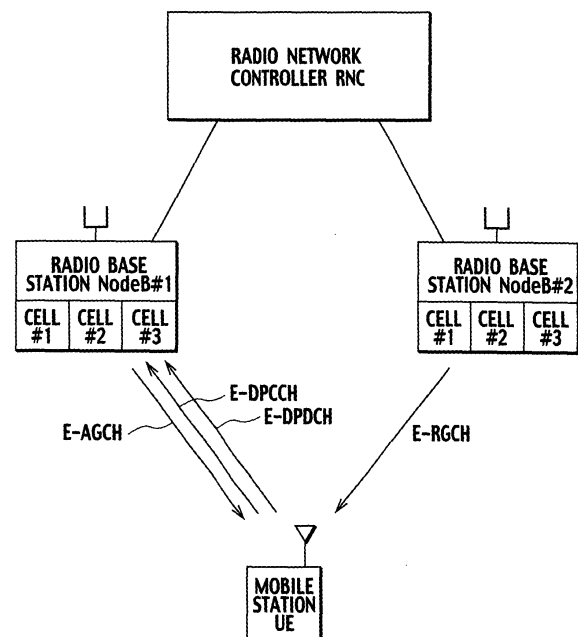 RADIO NETWORK
CONTROLLER RNC
RADIO BASE
STATION NodeB#1
CELL
#1
CELL
#2
CELL
#3
RADIO BASE
STATION NodeB#2
CELL
#1
CELL
#2
CELL
#3
E-DPCCH
E-DPDCH
E-AGCH
E-RGCH
MOBILE
STATION
UE